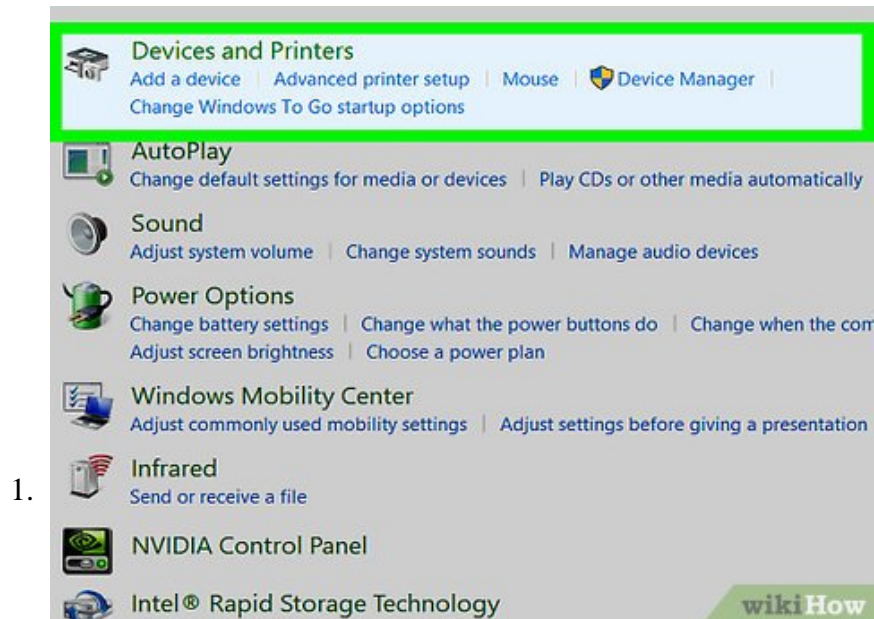 Devices and Printers
Add a device | Advanced printer setup | Mouse | Device Manager |
Change Windows To Go startup options
AutoPlay
Change default settings for media or devices | Play CDs or other media automatically
Sound
Adjust system volume | Change system sounds | Manage audio devices
Power Options
Change battery settings | Change what the power buttons do | Change when the com
Adjust screen brightness | Choose a power plan
Windows Mobility Center
Adjust commonly used mobility settings | Adjust settings before giving a presentation
1.
Infrared
Send or receive a file
NVIDIA Control Panel
Intel® Rapid Storage Technology
wikiHow